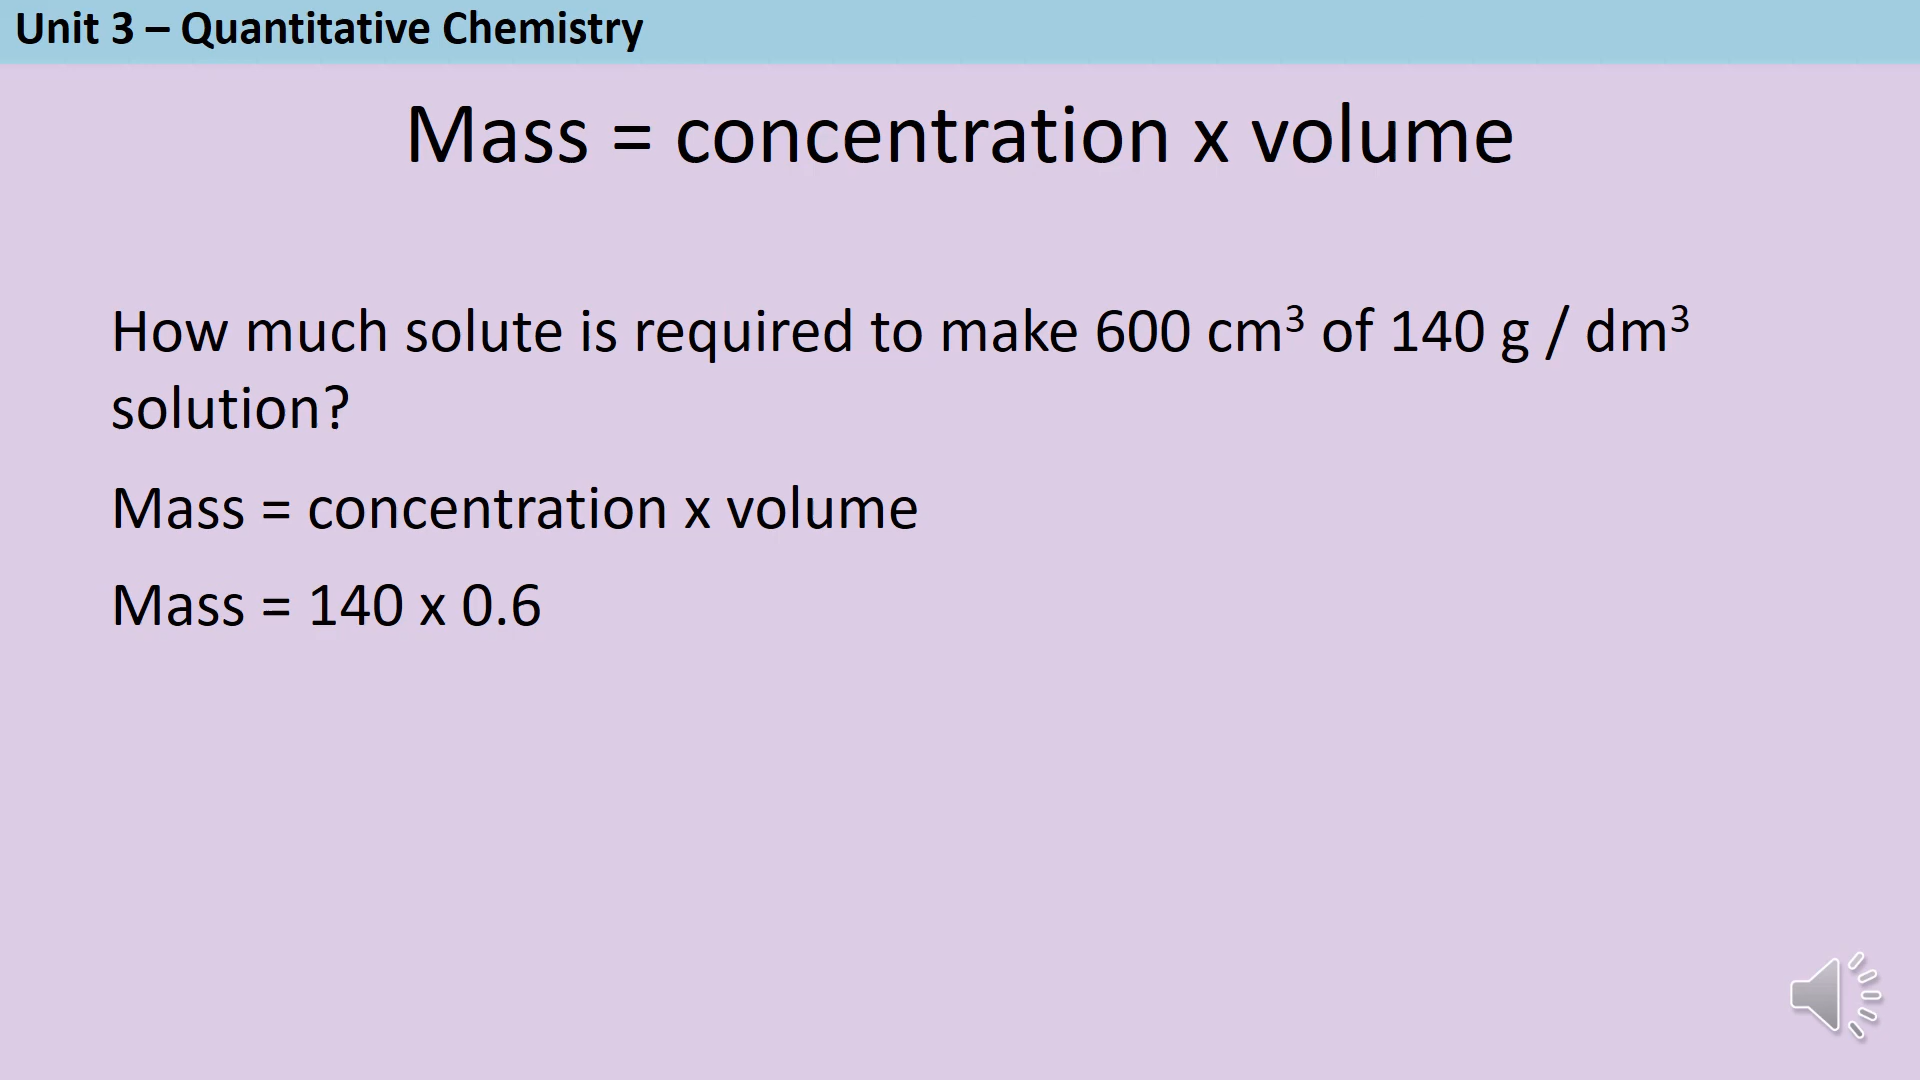 Unit 3 – Quantitative Chemistry
Mass = concentration x volume
How much solute is required to make 600 cm³ of 140 g / dm³
solution?
Mass = concentration x volume
Mass = 140 x 0.6